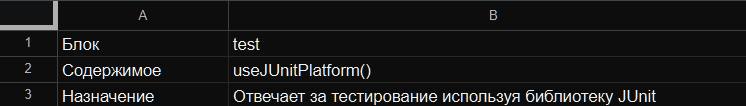 A B
1 Блок test
2 Содержимое useJUnitPlatform()
3 Назначение Отвечает за тестирование используя библиотеку JUnit